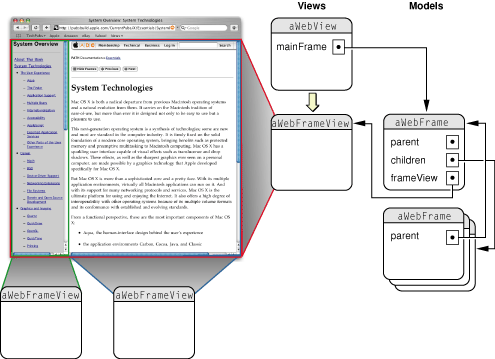 Views
Models
System Overview: System Technologies
aWebView
mainFrame
System Overview
Membership Technical Business Log In
Search
About This Book
System Technologies
System Technologies
Mac OS X is both a radical departure from previous Macintosh operating systems
and a natural evolution from them. It carries on the Macintosh tradition of
ease-of-use, but more than ever it is designed not only to be easy to use but a
pleasure to use.
This next-generation operating system is a synthesis of technologies, some new
and most are standard in the computer industry. It is firmly fixed on the solid
foundation of a modern core operating system, bringing benefits such as protected
memory and preemptive multitasking to Macintosh computing. Mac OS X has a
sparkling user interface capable of visual effects such as translucence and drop
shadows. These effects, as well as the sharpest graphics ever seen on a personal
computer, are made possible by a graphics technology that Apple developed
specifically for Mac OS X.
But Mac OS X is more than a sophisticated core and a pretty face. With its multiple
application environments, virtually all Macintosh applications can run on it. And
with its support for many networking protocols and services, Mac OS X is the
ultimate platform for using and enjoying the Internet. It also offers a high degree of
interoperability with other operating systems because of its multiple volume formats
and its conformance with established and evolving standards.
From a functional perspective, these are the most important components of Mac OS
X:
• Aqua, the human-interface design behind the user's experience
• the application environments Carbon, Cocoa, Java, and Classic
aWebFrameView
aWebFrame
parent
children
frameView
aWebFrame
parent
aWebFrameView
aWebFrameView